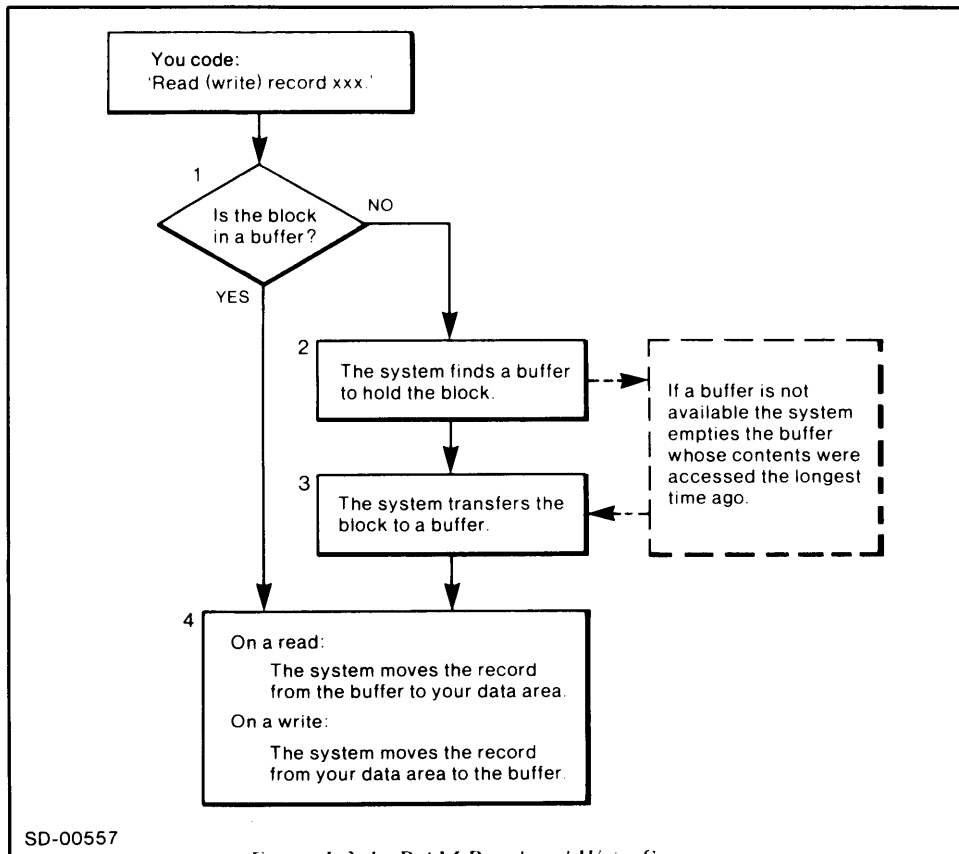 You code:
'Read (write) record xxx.'
1
Is the block
in a buffer?
NO
YES
2
The system finds a buffer
to hold the block.
If a buffer is not
available the system
empties the buffer
whose contents were
accessed the longest
time ago.
3
The system transfers the
block to a buffer.
4
On a read:
The system moves the record
from the buffer to your data area.
On a write:
The system moves the record
from your data area to the buffer.
SD-00557